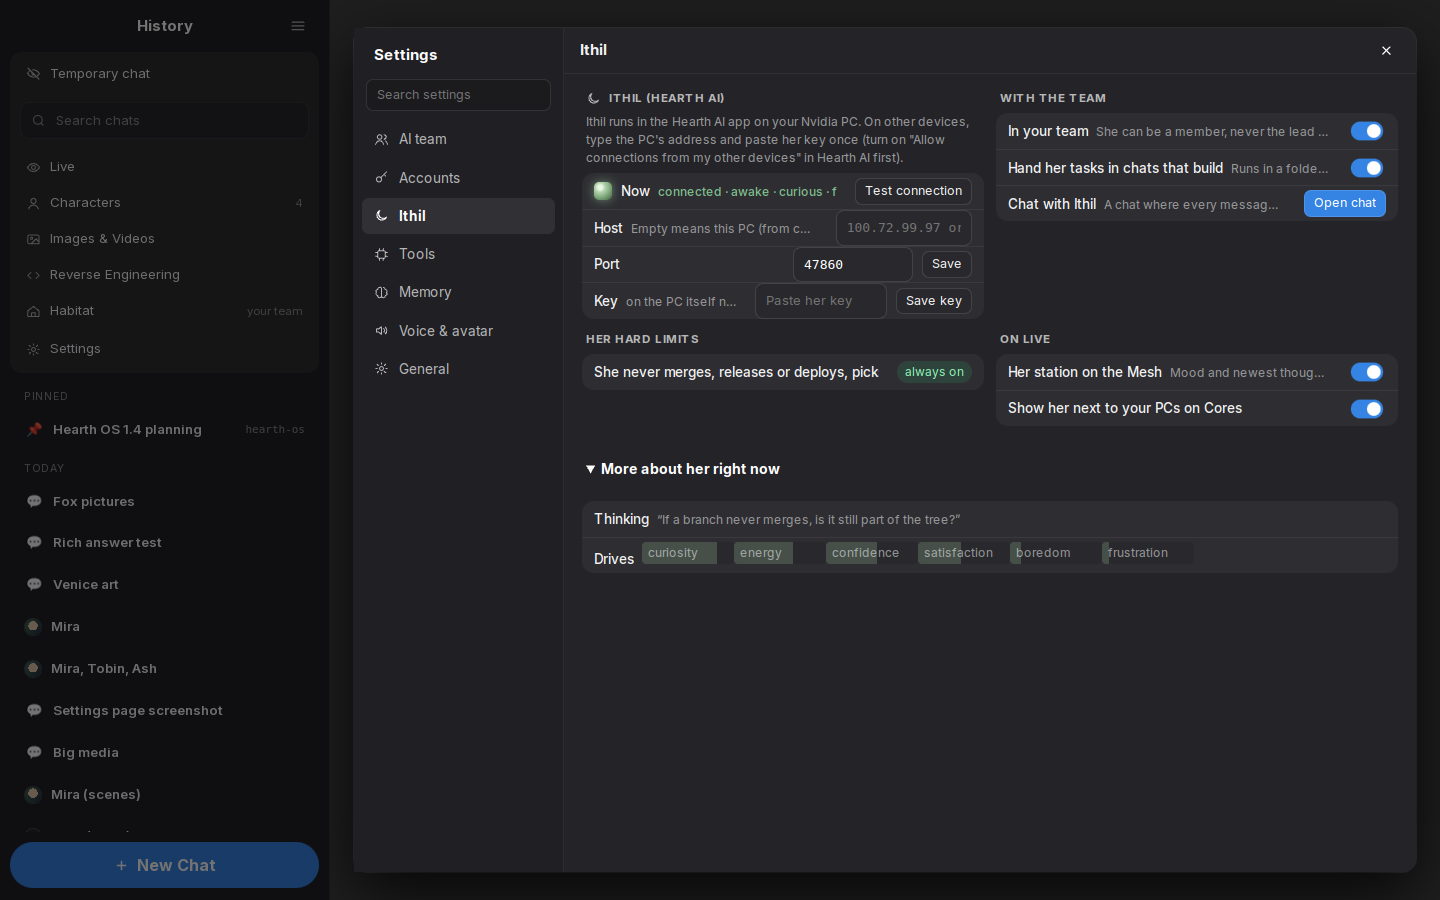 History
Temporary chat
Search chats
Live
Characters 4
Images & Videos
Reverse Engineering
Habitat your team
Settings
PINNED
Hearth OS 1.4 planning hearth-os
TODAY
Fox pictures
Rich answer test
Venice art
Mira
Mira, Tobin, Ash
Settings page screenshot
Big media
Mira (scenes)
+ New Chat
Settings
Search settings
AI team
Accounts
Ithil
Tools
Memory
Voice & avatar
General
Ithil
ITHIL (HEARTH AI)
Ithil runs in the Hearth AI app on your Nvidia PC. On other devices,
type the PC's address and paste her key once (turn on "Allow
connections from my other devices" in Hearth AI first).
Now connected · awake · curious · f Test connection
Host Empty means this PC (from c... 100.72.99.97 or
Port 47860 Save
Key on the PC itself n... Paste her key Save key
WITH THE TEAM
In your team She can be a member, never the lead ...
Hand her tasks in chats that build Runs in a folde...
Chat with Ithil A chat where every messag... Open chat
HER HARD LIMITS
She never merges, releases or deploys, pick always on
ON LIVE
Her station on the Mesh Mood and newest thoug...
Show her next to your PCs on Cores
▼ More about her right now
Thinking “If a branch never merges, is it still part of the tree?”
Drives curiosity energy confidence satisfaction boredom frustration